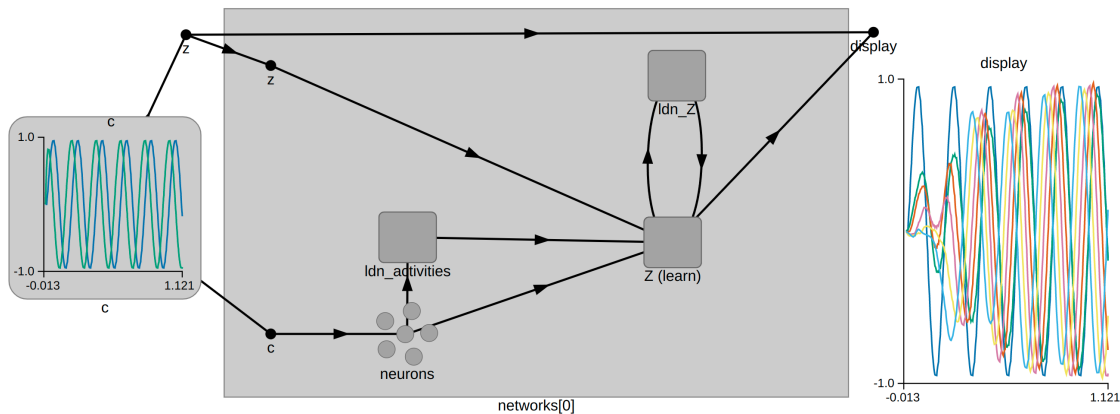 z
display
z
ldn_Z
display
1.0
-1.0
-0.013
1.121
c
1.0
-1.0
-0.013
1.121
c
ldn_activities
Z (learn)
c
neurons
networks[0]